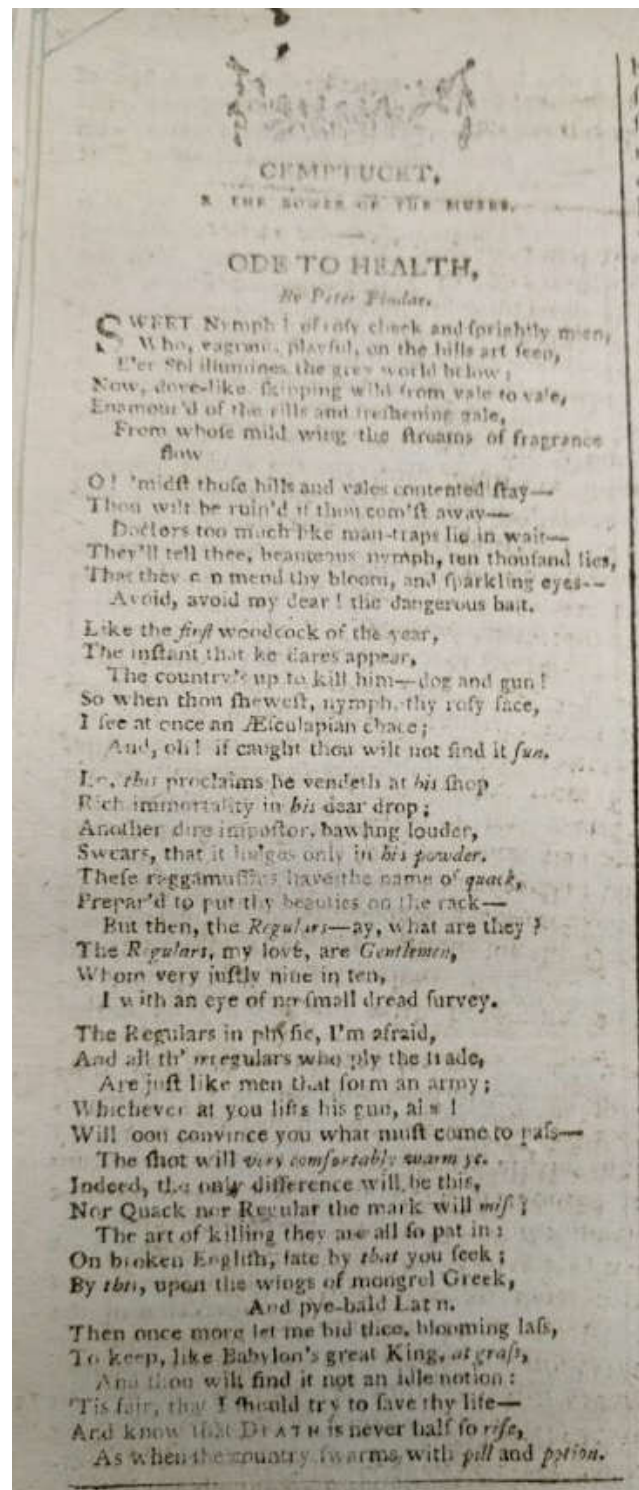 CEMPTUCET,
THE BOWER OF THE MUSES.
ODE TO HEALTH,
By Peter Pindar.
SWEET Nymph! of rosy cheek and sprightly mien,
Who, vagrant, playful, on the hills art seen,
E'er Sol illumines the grey world below;
Now, dove-like, skipping wild from vale to vale,
Enamour'd of the rills and freshening gale,
From whoſe mild wing the ſtreams of fragrance
flow
O! 'midſt thoſe hills and vales contented ſtay—
Thou wilt be ruin'd if thou com'ſt away—
Doctors too much like man-traps lie in wait—
They'll tell thee, beauteous nymph, ten thouſand lies,
That they c n mend thy bloom, and ſparkling eyes--
Avoid, avoid my dear! the dangerous bait.
Like the firſt woodcock of the year,
The inſtant that he dares appear,
The country's up to kill him—dog and gun!
So when thou ſheweſt, nymph, thy roſy face,
I ſee at once an Æſculapian chace;
And, oh! if caught thou wilt not find it fun.
Lo, this proclaims he vendeth at his ſhop
Rich immortality in his dear drop;
Another dire impoſtor, bawling louder,
Swears, that it lodges only in his powder.
Theſe raggamuffins have the name of quack,
Prepar'd to put thy beauties on the rack—
But then, the Regulars—ay, what are they?
The Regulars, my love, are Gentlemen,
Whom very juſtly nine in ten,
I with an eye of no ſmall dread ſurvey.
The Regulars in phyſic, I'm afraid,
And all th' irregulars who ply the trade,
Are juſt like men that form an army;
Whichever at you lifts his gun, alas!
Will oon convince you what muſt come to paſs—
The ſhot will very comfortably warm ye.
Indeed, the only difference will be this,
Nor Quack nor Regular the mark will miſs;
The art of killing they are all ſo pat in:
On broken Engliſh, fate by that you ſeek;
By this, upon the wings of mongrel Greek,
And pye-bald Lat n.
Then once more let me bid thee, blooming laſs,
To keep, like Babylon's great King, at graſs,
And thou wilt find it not an idle notion:
'Tis fair, that I ſhould try to ſave thy life—
And know that DEATH is never half ſo rife,
As when the country ſwarms with pill and potion.